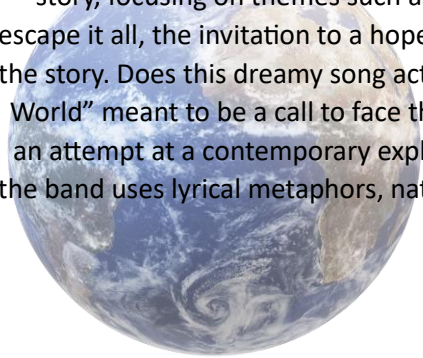 story, focusing on themes such a
escape it all, the invitation to a hope
the story. Does this dreamy song act
World” meant to be a call to face th
an attempt at a contemporary expl
the band uses lyrical metaphors, nat